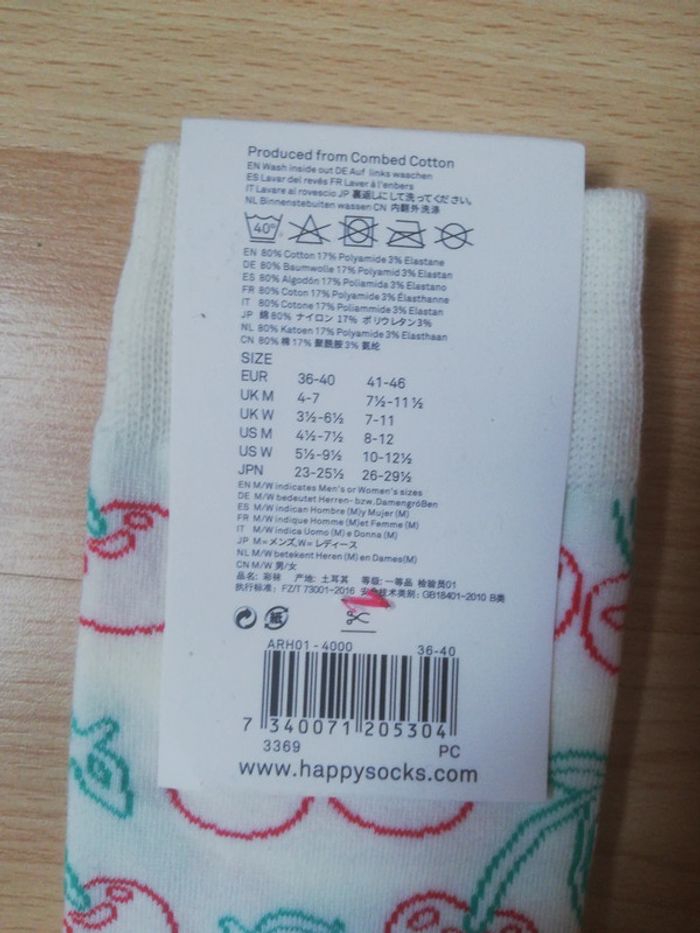 Produced from Combed Cotton
EN Wash inside out DE Auf links waschen
ES Lavar del revés FR Laver à l'enbers
IT Lavare al rovescio JP 裏返しにして洗ってください。
NL Binnenstebuiten wassen CN 内翻外洗涤
40°
EN 80% Cotton 17% Polyamide 3% Elastane
DE 80% Baumwolle 17% Polyamid 3% Elastan
ES 80% Algodón 17% Poliamida 3% Elastano
FR 80% Coton 17% Polyamide 3% Élasthanne
IT 80% Cotone 17% Poliammide 3% Elastan
JP 綿 80% ナイロン 17% ポリウレタン3%
NL 80% Katoen 17% Polyamide 3% Elasthaan
CN 80% 棉 17% 聚酰胺 3% 氨纶
SIZE
EUR 36-40 41-46
UK M 4-7 7½-11½
UK W 3½-6½ 7-11
US M 4½-7½ 8-12
US W 5½-9½ 10-12½
JPN 23-25½ 26-29½
EN M/W indicates Men's or Women's sizes
DE M/W bedeutet Herren- bzw. Damengrößen
ES M/W indican Hombre (M)y Mujer (M)
FR M/W indique Homme (M)et Femme (M)
IT M/W indica Uomo (M) e Donna (M)
JP M=メンズ,W=レディース
NL M/W betekent Heren (M) en Dames(M)
CN M/W 男/女
品名: 彩袜 产地: 土耳其 等级: 一等品 检验员01
执行标准: FZ/T 73001-2016 安全技术类别: GB18401-2010 B类
紙
ARH01-4000 36-40
7 340071 205304
3369 PC
www.happysocks.com